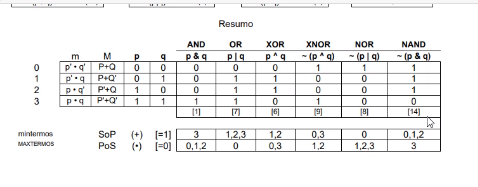 Resumo
AND OR XOR XNOR NOR NAND
m M p q p & q p | q p ^ q ~ (p ^ q) ~ (p | q) ~ (p & q)
0 p' • q' P+Q 0 0 0 0 0 1 1 1
1 p' • q P+Q' 0 1 0 1 1 0 0 1
2 p • q' P'+Q 1 0 0 1 1 0 0 1
3 p • q P'+Q' 1 1 1 1 0 1 0 0
[1] [7] [6] [9] [8] [14]
mintermos SoP (+) [=1] 3 1,2,3 1,2 0,3 0 0,1,2
MAXTERMOS PoS (•) [=0] 0,1,2 0 0,3 1,2 1,2,3 3